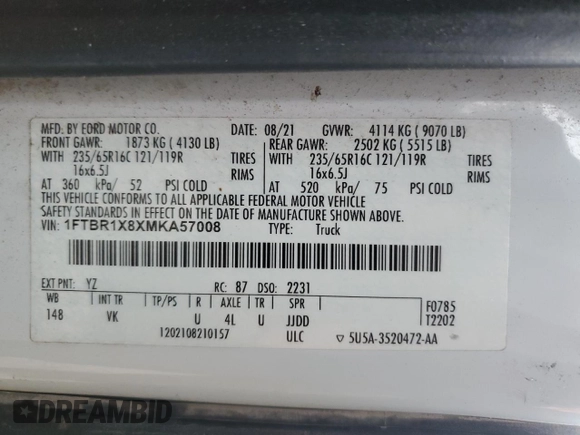 MFD. BY FORD MOTOR CO. DATE: 08/21 GVWR: 4114 KG ( 9070 LB)
FRONT GAWR: 1873 KG ( 4130 LB) REAR GAWR: 2502 KG ( 5515 LB)
WITH 235/65R16C 121/119R TIRES WITH 235/65R16C 121/119R TIRES
16x6.5J RIMS 16x6.5J RIMS
AT 360 kPa/ 52 PSI COLD AT 520 kPa/ 75 PSI COLD
THIS VEHICLE CONFORMS TO ALL APPLICABLE FEDERAL MOTOR VEHICLE
SAFETY STANDARDS IN EFFECT ON THE DATE OF MANUFACTURE SHOWN ABOVE.
VIN: 1FTBR1X8XMKA57008 TYPE: Truck
EXT PNT: YZ RC: 87 DSO: 2231
WB INT TR TP/PS R AXLE TR SPR F0785
148 VK U 4L U JJDD T2202
1202108210157 ULC ▽ 5U5A-3520472-AA
DREAMBID